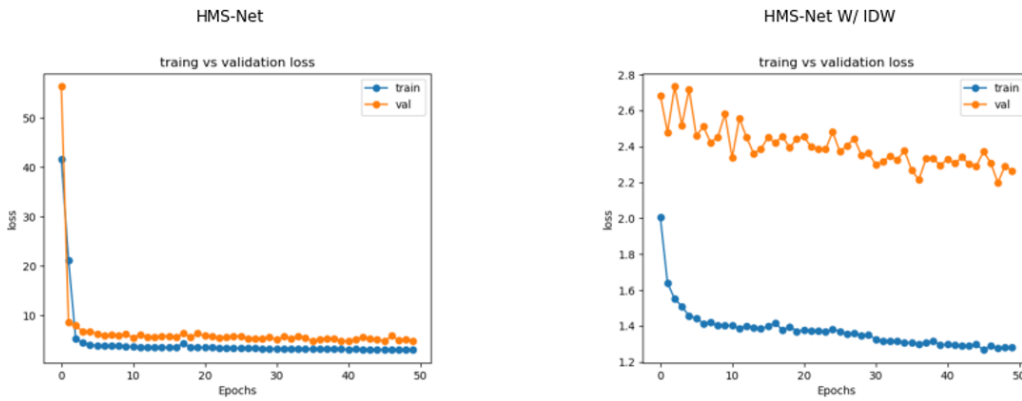 HMS-Net
HMS-Net W/ IDW
traing vs validation loss
train
val
50
40
30
20
10
loss
0
10
20
30
40
50
Epochs
traing vs validation loss
train
val
2.8
2.6
2.4
2.2
2.0
1.8
1.6
1.4
1.2
loss
0
10
20
30
40
50
Epochs